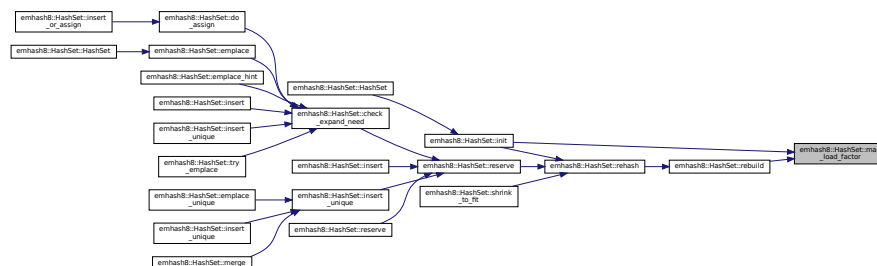 emhash8::HashSet::insert
_or_assign
emhash8::HashSet::do
_assign
emhash8::HashSet::HashSet
emhash8::HashSet::emplace
emhash8::HashSet::emplace_hint
emhash8::HashSet::HashSet
emhash8::HashSet::insert
emhash8::HashSet::check
_expand_need
emhash8::HashSet::insert
_unique
emhash8::HashSet::init
emhash8::HashSet::max
_load_factor
emhash8::HashSet::try
_emplace
emhash8::HashSet::insert
emhash8::HashSet::reserve
emhash8::HashSet::rehash
emhash8::HashSet::rebuild
emhash8::HashSet::emplace
_unique
emhash8::HashSet::insert
_unique
emhash8::HashSet::shrink
_to_fit
emhash8::HashSet::insert
_unique
emhash8::HashSet::reserve
emhash8::HashSet::merge